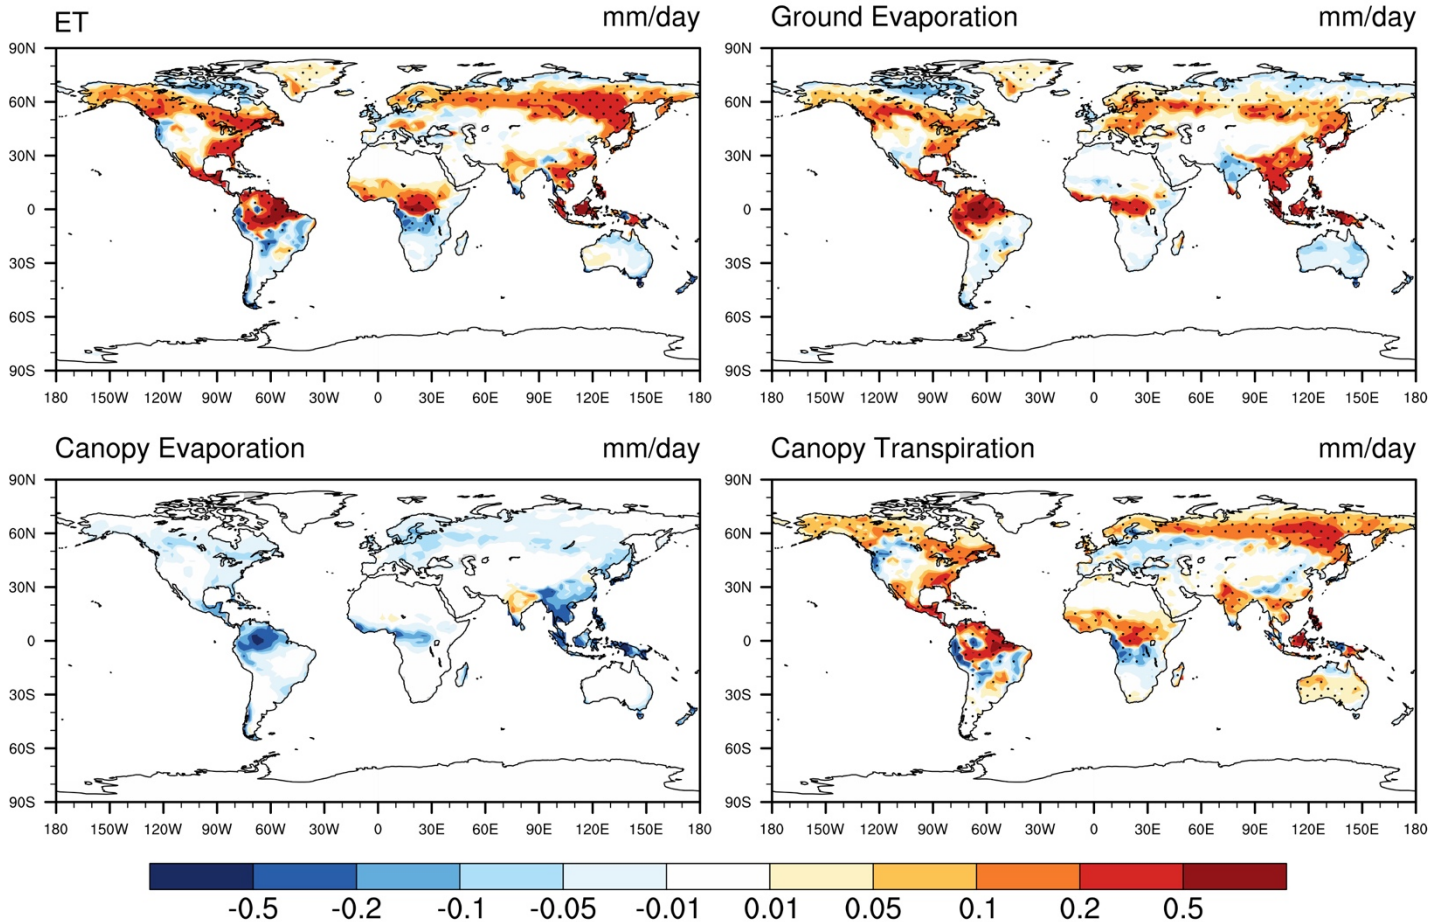 ET mm/day
90N
60N
30N
0
30S
60S
90S
180 150W 120W 90W 60W 30W 0 30E 60E 90E 120E 150E 180
Ground Evaporation mm/day
90N
60N
30N
0
30S
60S
90S
180 150W 120W 90W 60W 30W 0 30E 60E 90E 120E 150E 180
Canopy Evaporation mm/day
90N
60N
30N
0
30S
60S
90S
180 150W 120W 90W 60W 30W 0 30E 60E 90E 120E 150E 180
Canopy Transpiration mm/day
90N
60N
30N
0
30S
60S
90S
180 150W 120W 90W 60W 30W 0 30E 60E 90E 120E 150E 180
-0.5 -0.2 -0.1 -0.05 -0.01 0.01 0.05 0.1 0.2 0.5